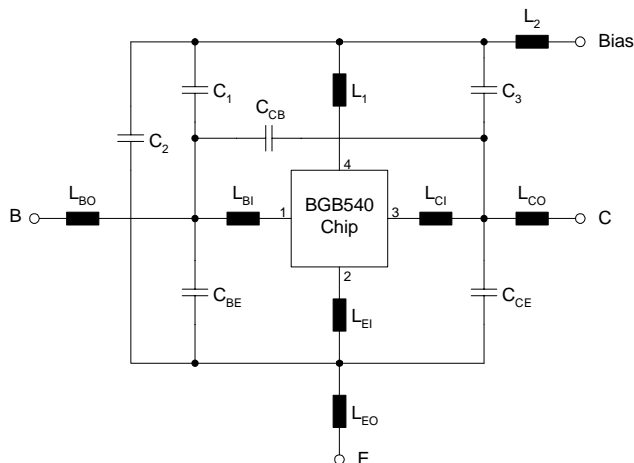 L2
Bias
C1
L1
C3
CCB
C2
4
LBO
LBI
BGB540
Chip
LCI
LCO
B
1
3
C
2
CBE
LEI
CCE
LEO
E